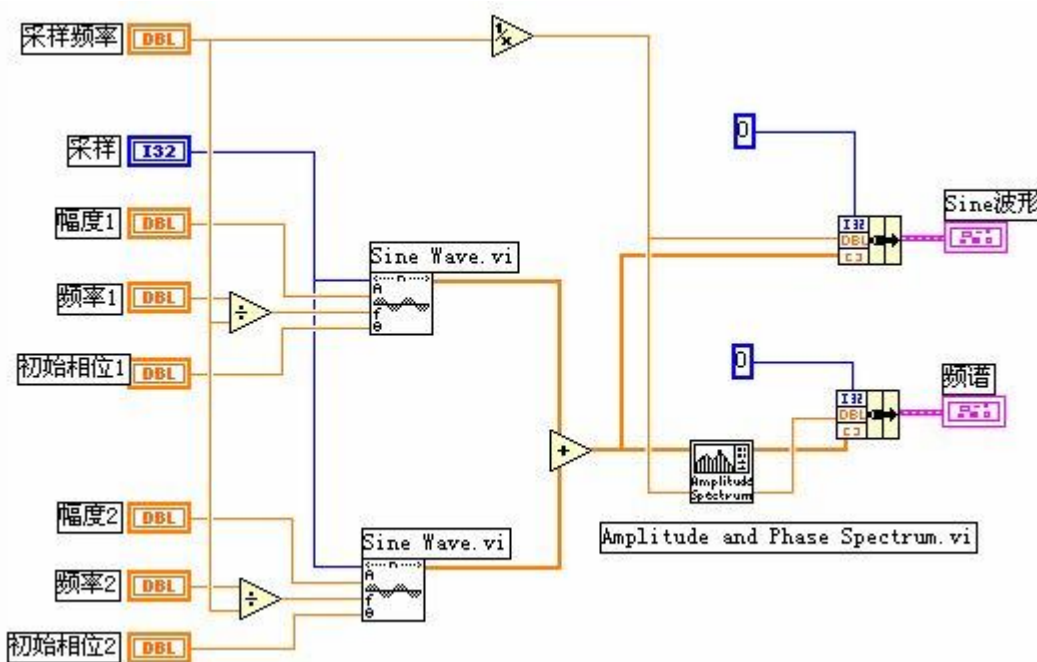 采样频率 DBL
1/x
采样 I32
0
幅度1 DBL
Sine波形
I32
DBL
[ ]
Sine Wave.vi
n
A
f
θ
频率1 DBL
÷
初始相位1 DBL
0
频谱
I32
DBL
[ ]
+
Amplitude
Spectrum
幅度2 DBL
Sine Wave.vi
n
A
f
θ
Amplitude and Phase Spectrum.vi
频率2 DBL
÷
初始相位2 DBL